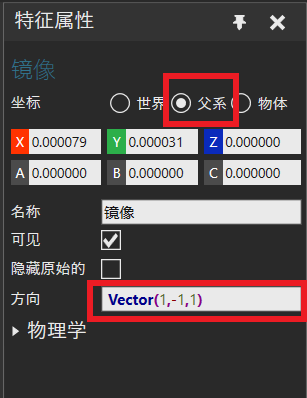 特征属性
镜像
坐标 世界 父系 物体
X 0.000079 Y 0.000031 Z 0.000000
A 0.000000 B 0.000000 C 0.000000
名称 镜像
可见
隐藏原始的
方向 Vector(1,-1,1)
物理学